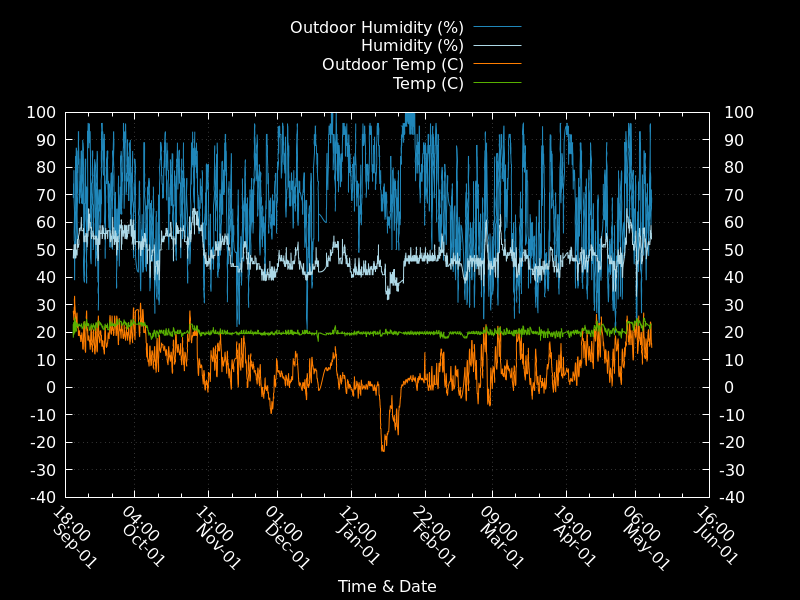 Outdoor Humidity (%)
Humidity (%)
Outdoor Temp (C)
Temp (C)
100 100
90 90
80 80
70 70
60 60
50 50
40 40
30 30
20 20
10 10
0 0
-10 -10
-20 -20
-30 -30
-40 -40
18:00 Sep-01
04:00 Oct-01
15:00 Nov-01
01:00 Dec-01
12:00 Jan-01
22:00 Feb-01
09:00 Mar-01
19:00 Apr-01
06:00 May-01
16:00 Jun-01
Time & Date